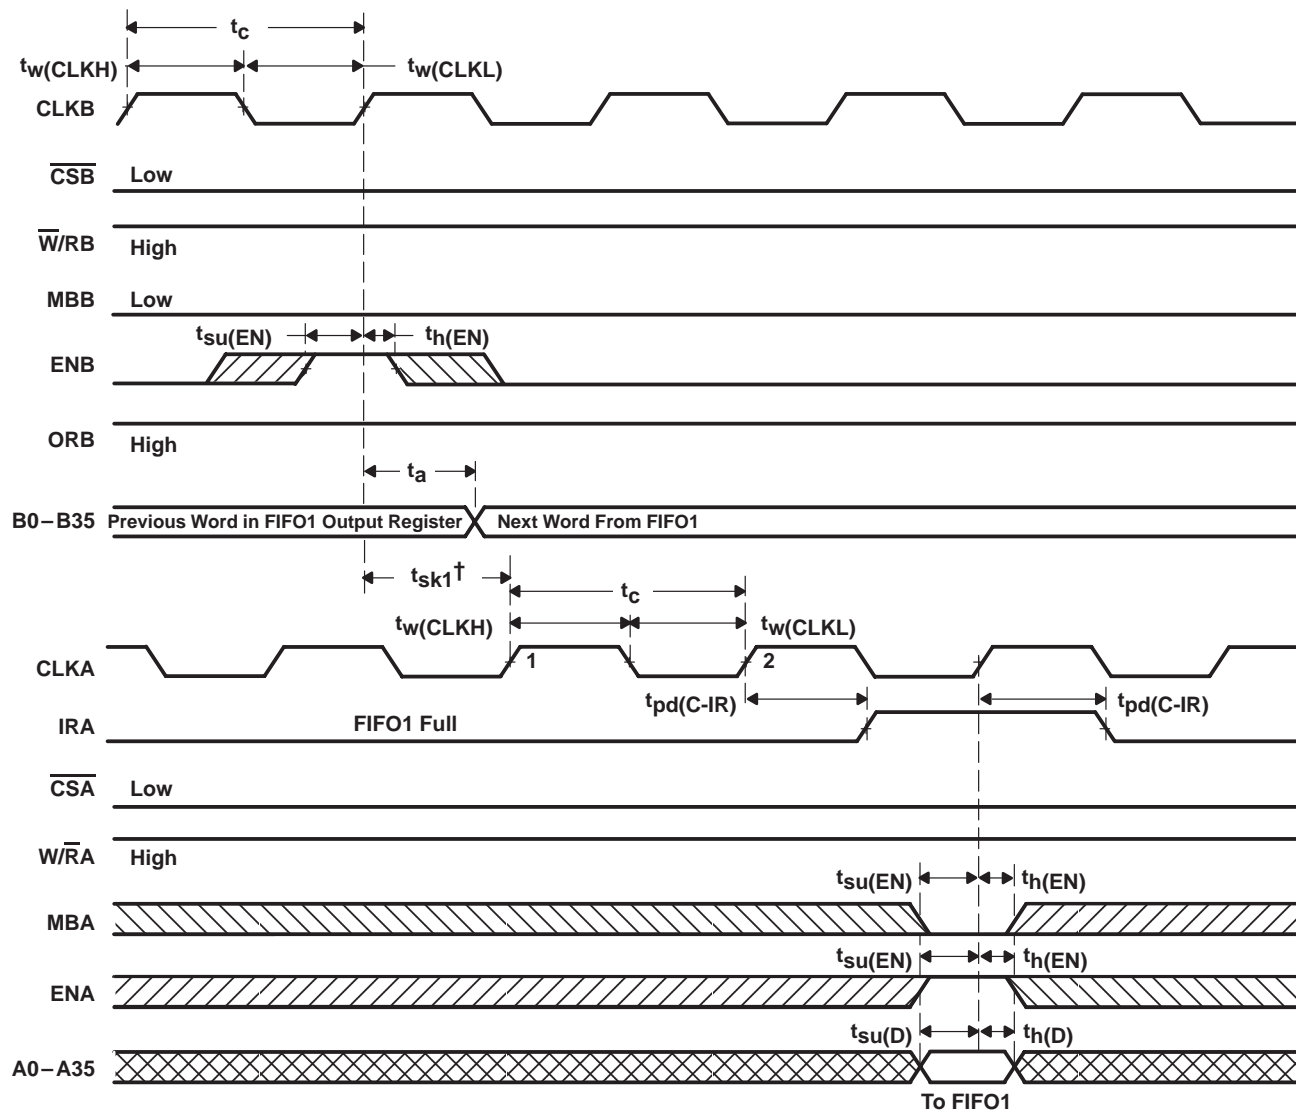 tc
tw(CLKH) tw(CLKL)
CLKB
CSB Low
W/RB High
MBB Low
tsu(EN) th(EN)
ENB
ORB High
ta
B0–B35 Previous Word in FIFO1 Output Register Next Word From FIFO1
tsk1†
tc
tw(CLKH) tw(CLKL)
CLKA 1 2
tpd(C-IR) tpd(C-IR)
IRA FIFO1 Full
CSA Low
W/RA High
tsu(EN) th(EN)
MBA
tsu(EN) th(EN)
ENA
tsu(D) th(D)
A0–A35
To FIFO1